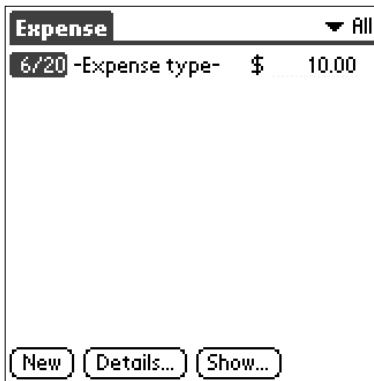 Expense All
6/20 -Expense type- $ 10.00
New Details... Show...